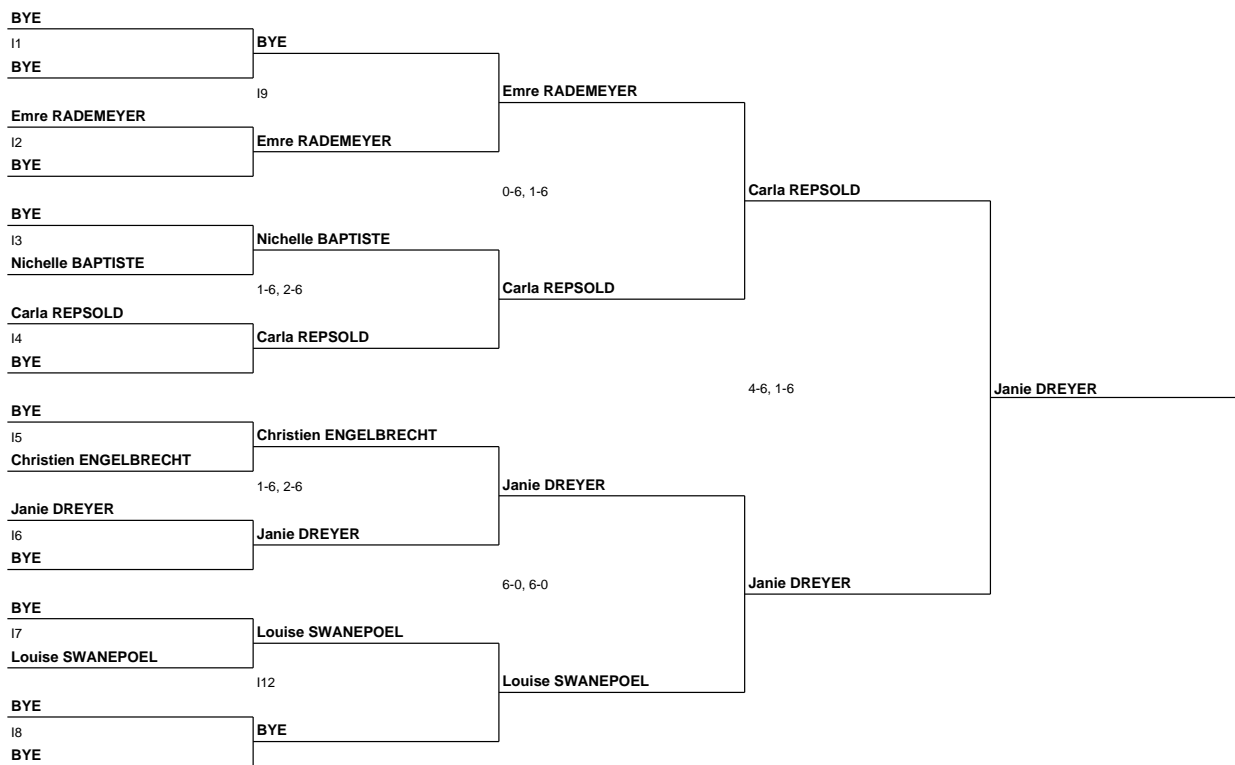 BYE
I1
BYE
BYE
I9
Emre RADEMEYER
Emre RADEMEYER
I2
BYE
Emre RADEMEYER
0-6, 1-6
Carla REPSOLD
BYE
I3
Nichelle BAPTISTE
Nichelle BAPTISTE
1-6, 2-6
Carla REPSOLD
Carla REPSOLD
I4
BYE
Carla REPSOLD
4-6, 1-6
Janie DREYER
BYE
I5
Christien ENGELBRECHT
Christien ENGELBRECHT
1-6, 2-6
Janie DREYER
Janie DREYER
I6
BYE
Janie DREYER
6-0, 6-0
Janie DREYER
BYE
I7
Louise SWANEPOEL
Louise SWANEPOEL
I12
Louise SWANEPOEL
BYE
I8
BYE
BYE